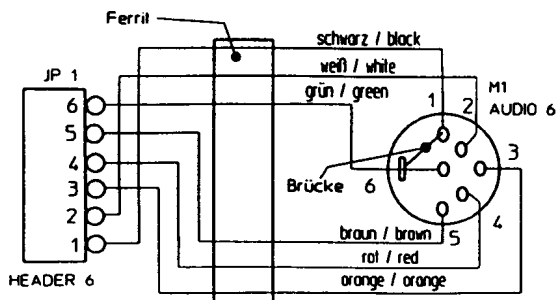 Ferrit
schwarz / black
weiß / white
grün / green
JP 1
6
5
4
3
2
1
HEADER 6
M1
AUDIO 6
1
2
3
4
5
6
Brücke
braun / brown
rot / red
orange / orange